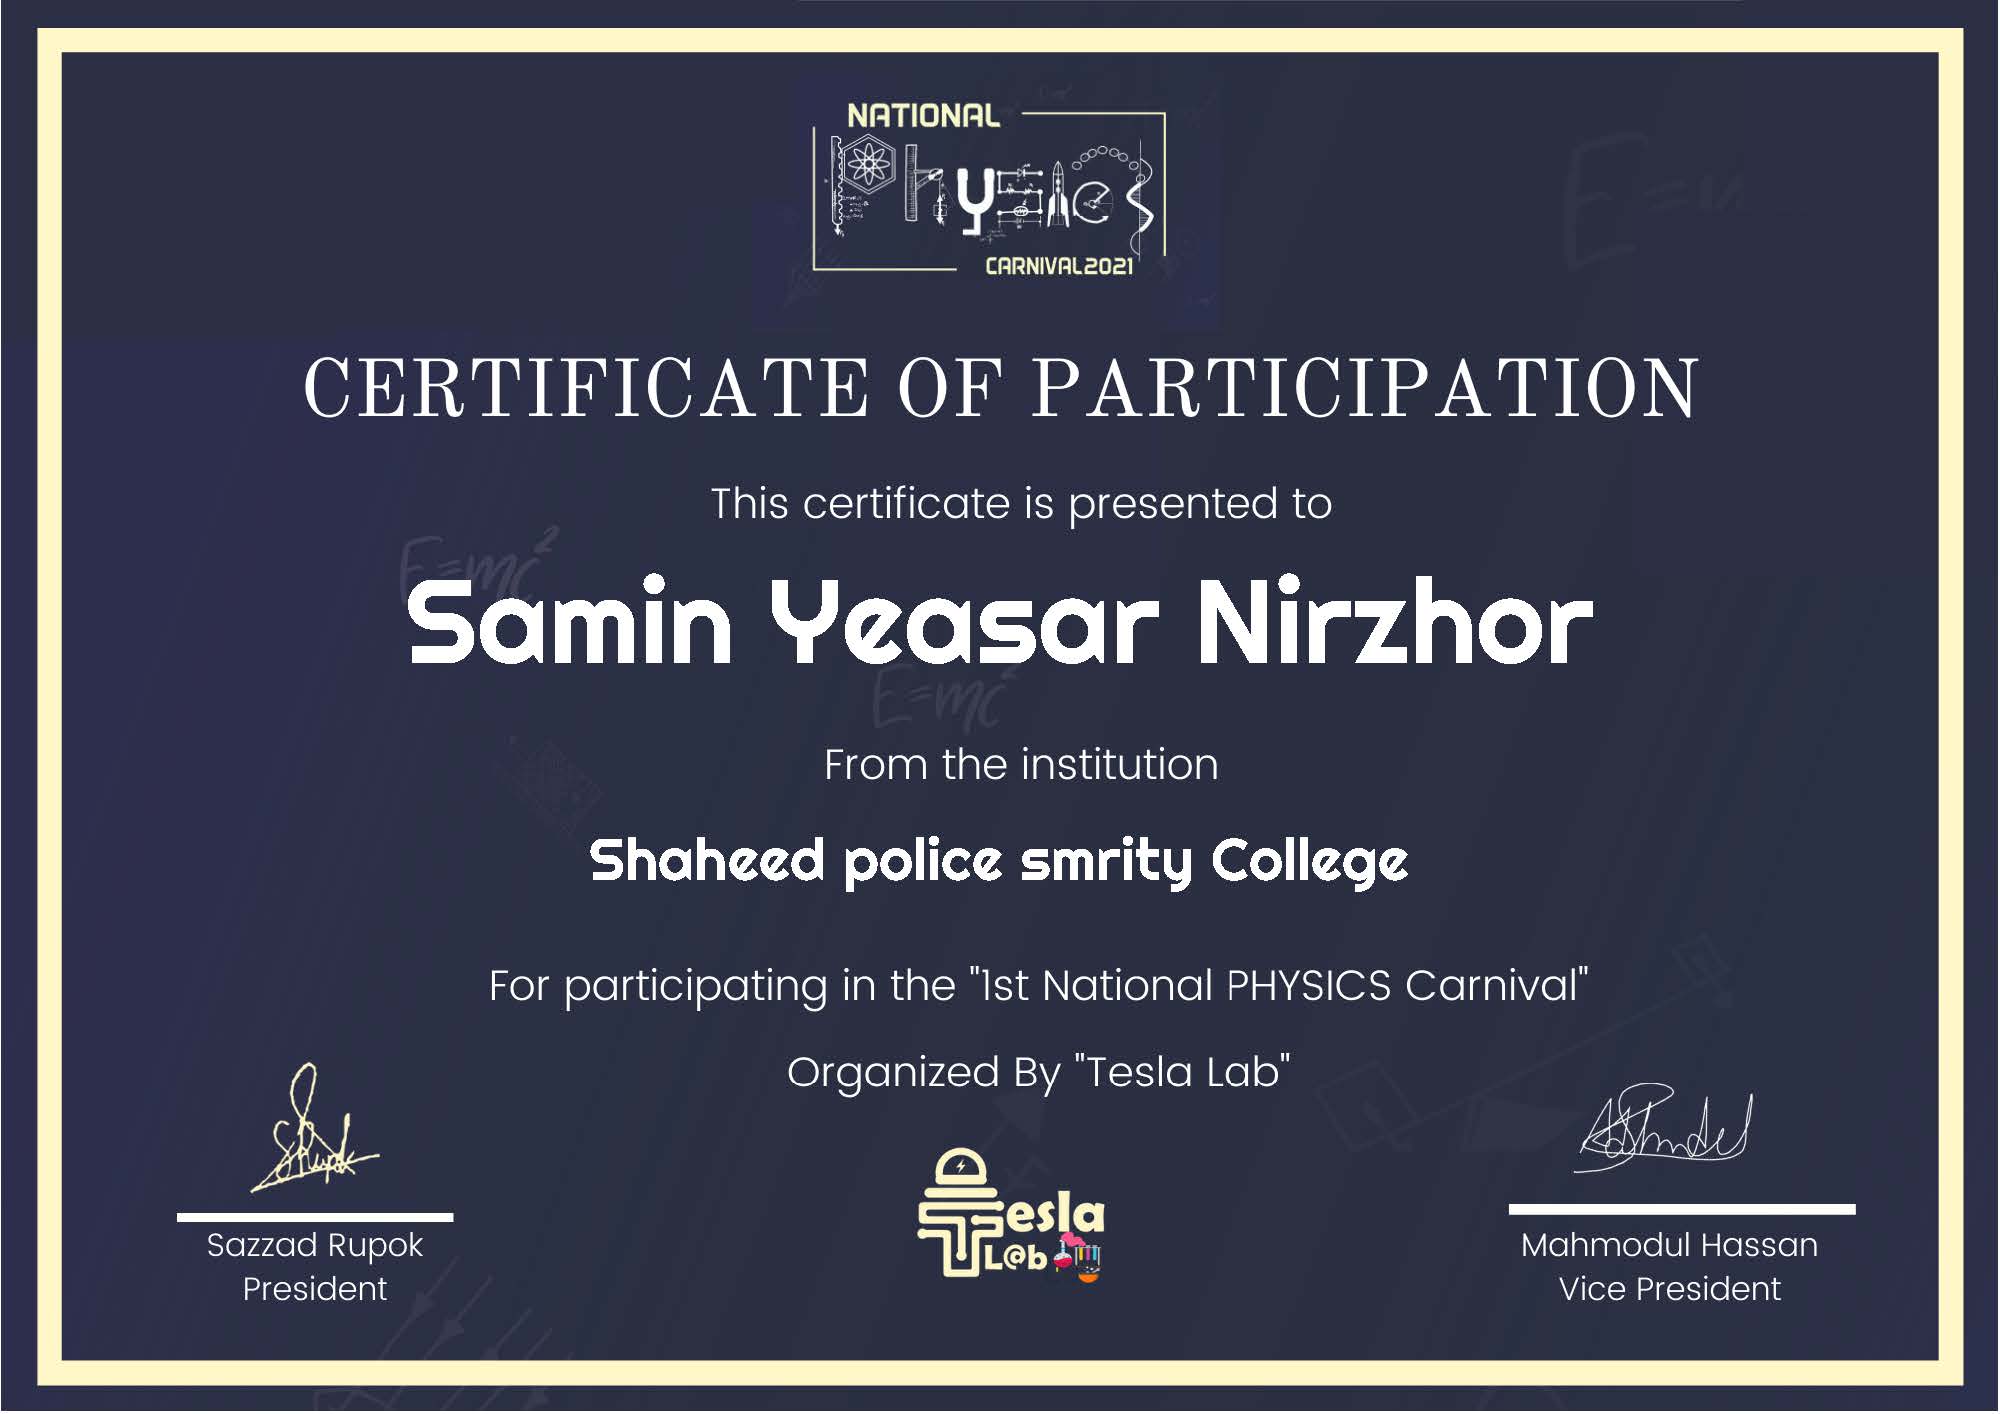 NATIONAL
Physics
CARNIVAL2021
CERTIFICATE OF PARTICIPATION
This certificate is presented to
E=mc²
Samin Yeasar Nirzhor
E=mc²
From the institution
Shaheed police smrity College
For participating in the "1st National PHYSICS Carnival"
Organized By "Tesla Lab"
Tesla
L@b
Sazzad Rupok
President
Mahmodul Hassan
Vice President